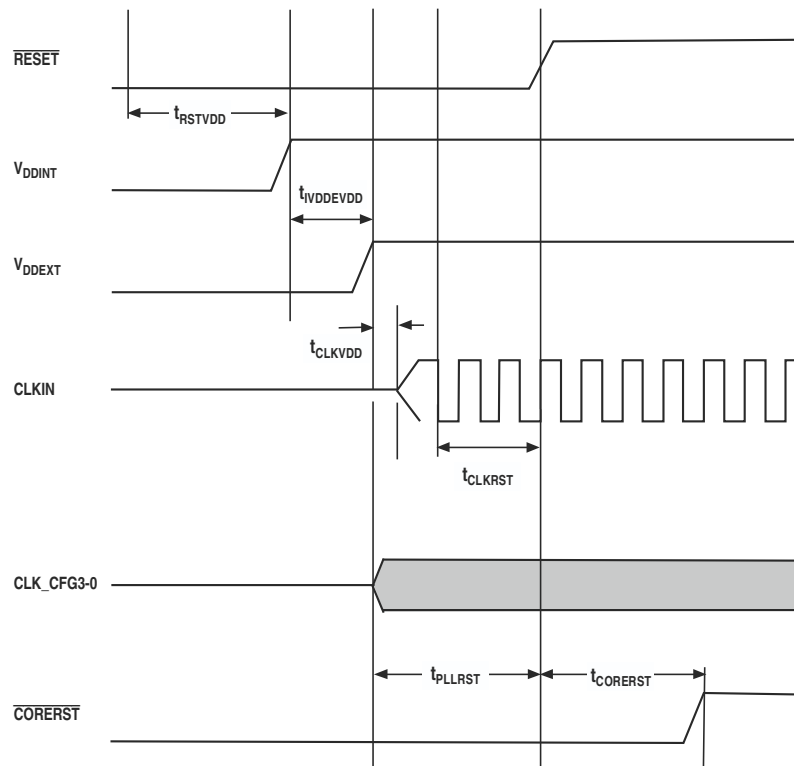 RESET
tRSTVDD
VDDINT
tIVDDEVDD
VDDEXT
tCLKVDD
CLKIN
tCLKRST
CLK_CFG3-0
tPLLRST
tCORERST
CORERST